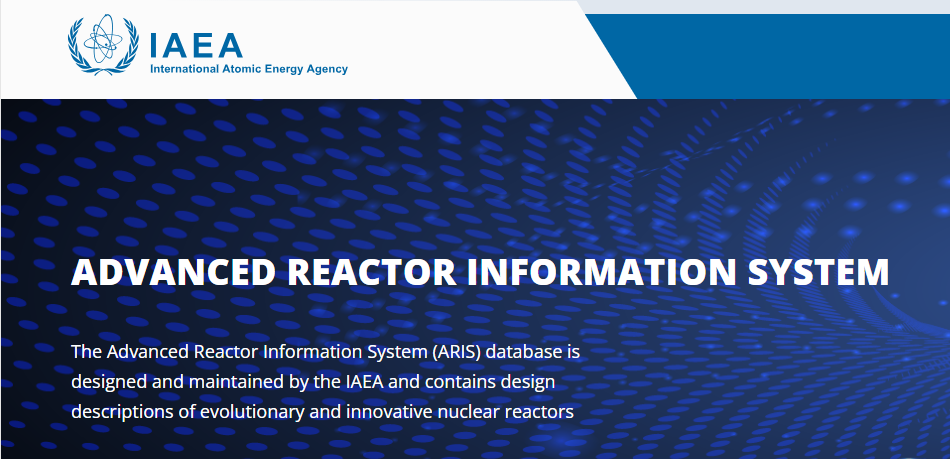 IAEA
International Atomic Energy Agency
ADVANCED REACTOR INFORMATION SYSTEM
The Advanced Reactor Information System (ARIS) database is
designed and maintained by the IAEA and contains design
descriptions of evolutionary and innovative nuclear reactors